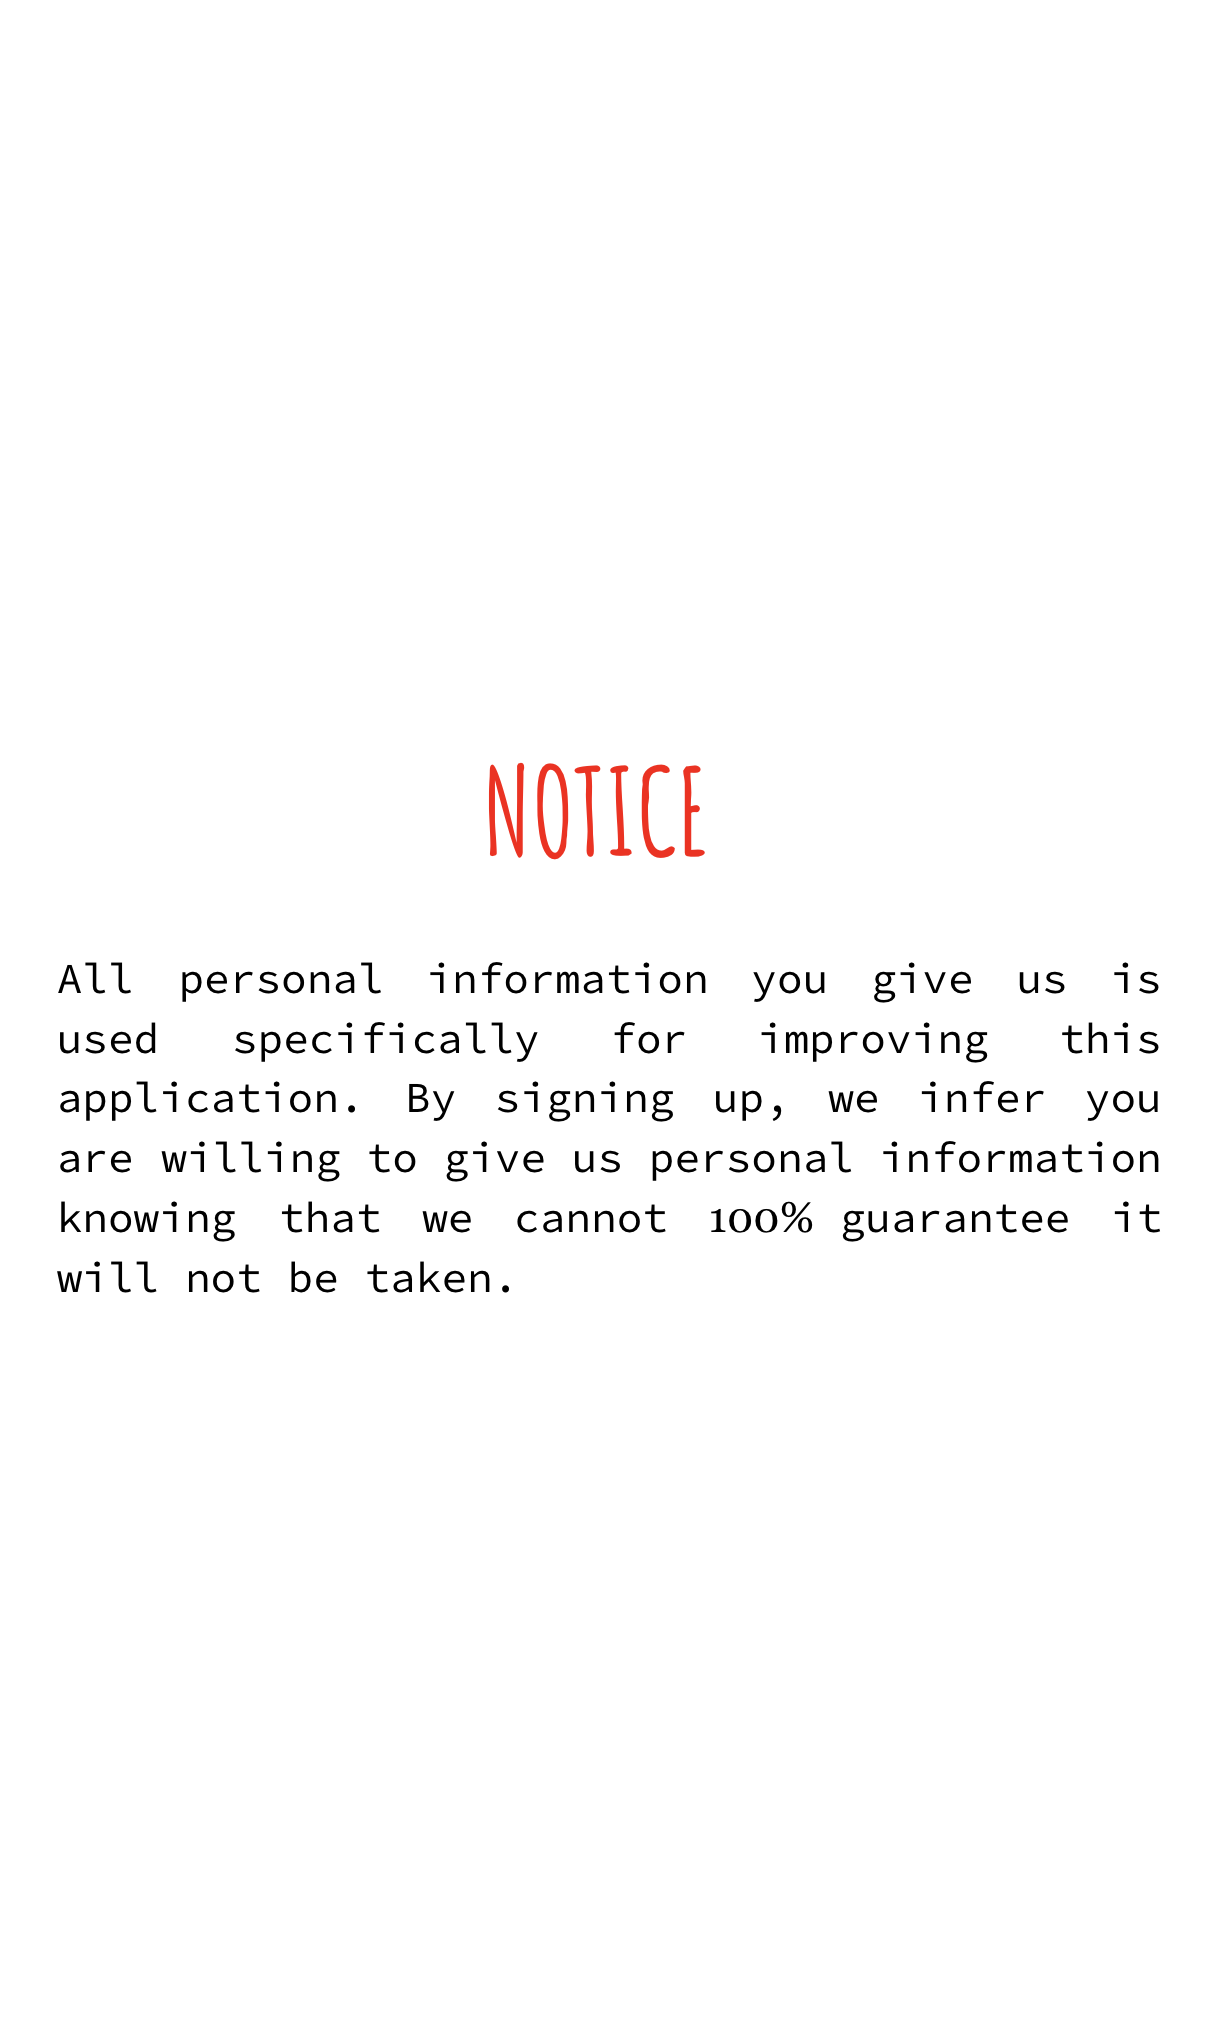 NOTICE
All personal information you give us is
used specifically for improving this
application. By signing up, we infer you
are willing to give us personal information
knowing that we cannot 100% guarantee it
will not be taken.